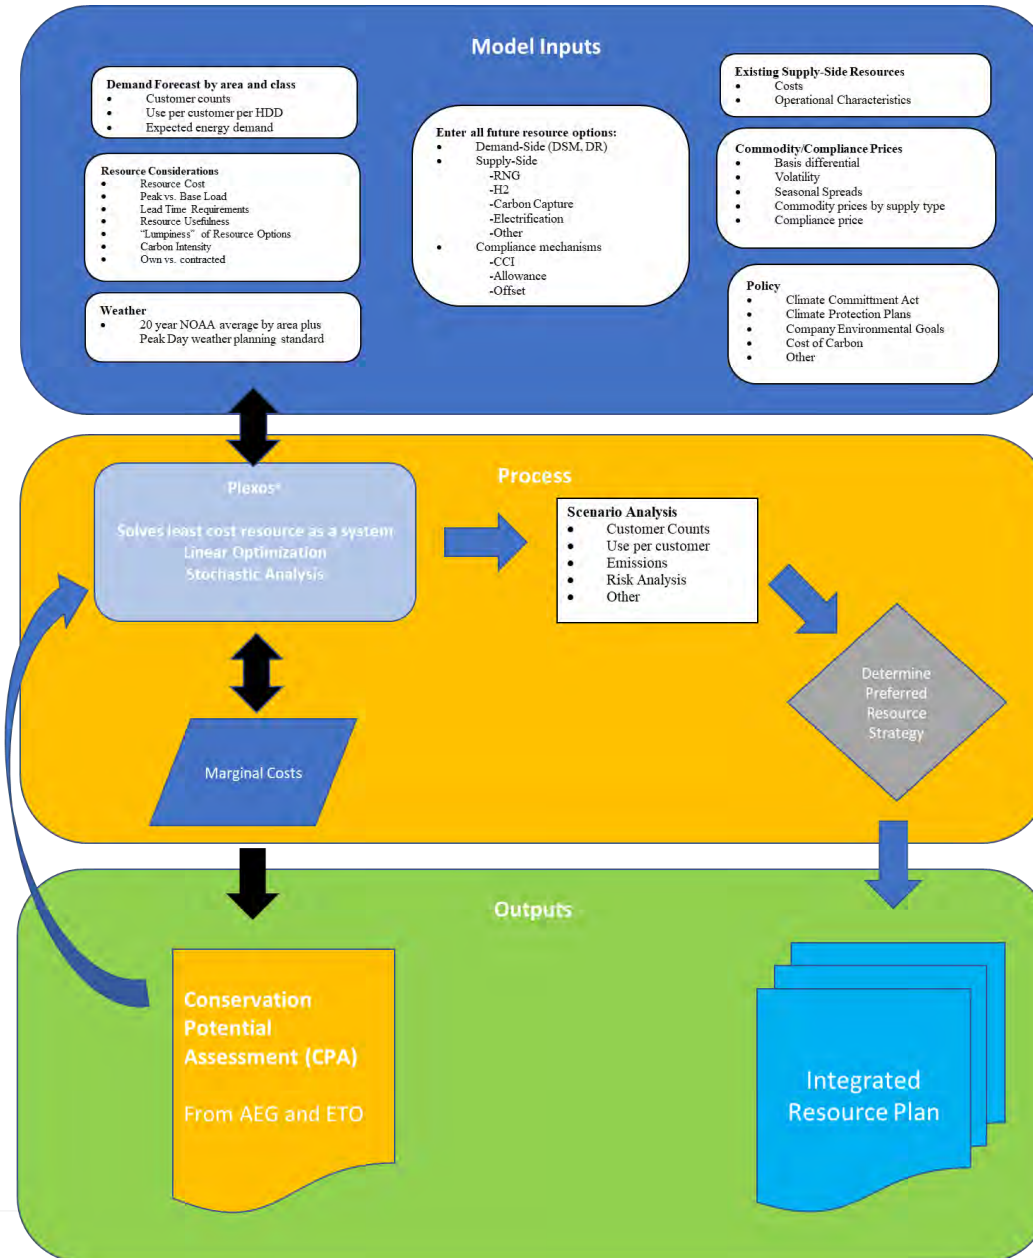 Model Inputs
Demand Forecast by area and class
• Customer counts
• Use per customer per HDD
• Expected energy demand
Resource Considerations
• Resource Cost
• Peak vs. Base Load
• Lead Time Requirements
• Resource Usefulness
• "Lumpiness" of Resource Options
• Carbon Intensity
• Own vs. contracted
Weather
• 20 year NOAA average by area plus
Peak Day weather planning standard
Enter all future resource options:
• Demand-Side (DSM, DR)
• Supply-Side
-RNG
-H2
-Carbon Capture
-Electrification
-Other
• Compliance mechanisms
-CCI
-Allowance
-Offset
Existing Supply-Side Resources
• Costs
• Operational Characteristics
Commodity/Compliance Prices
• Basis differential
• Volatility
• Seasonal Spreads
• Commodity prices by supply type
• Compliance price
Policy
• Climate Committment Act
• Climate Protection Plans
• Company Environmental Goals
• Cost of Carbon
• Other
Process
Plexos®
Solves least cost resource as a system
Linear Optimization
Stochastic Analysis
Scenario Analysis
• Customer Counts
• Use per customer
• Emissions
• Risk Analysis
• Other
Determine
Preferred
Resource
Strategy
Marginal Costs
Outputs
Conservation
Potential
Assessment (CPA)
From AEG and ETO
Integrated
Resource Plan